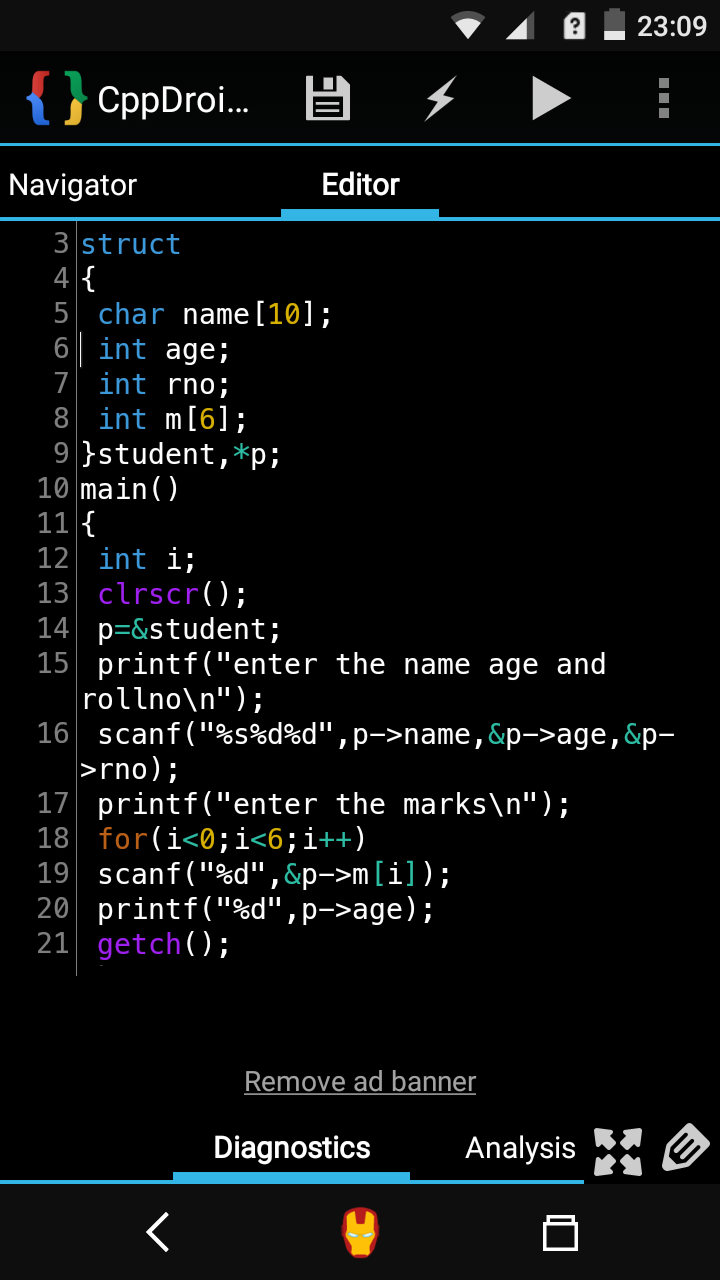 23:09
CppDroi...
Navigator Editor
3 struct
4 {
5 char name[10];
6 int age;
7 int rno;
8 int m[6];
9 }student,*p;
10 main()
11 {
12 int i;
13 clrscr();
14 p=&student;
15 printf("enter the name age and
rollno\n");
16 scanf("%s%d%d",p->name,&p->age,&p-
>rno);
17 printf("enter the marks\n");
18 for(i<0;i<6;i++)
19 scanf("%d",&p->m[i]);
20 printf("%d",p->age);
21 getch();
Remove ad banner
Diagnostics Analysis